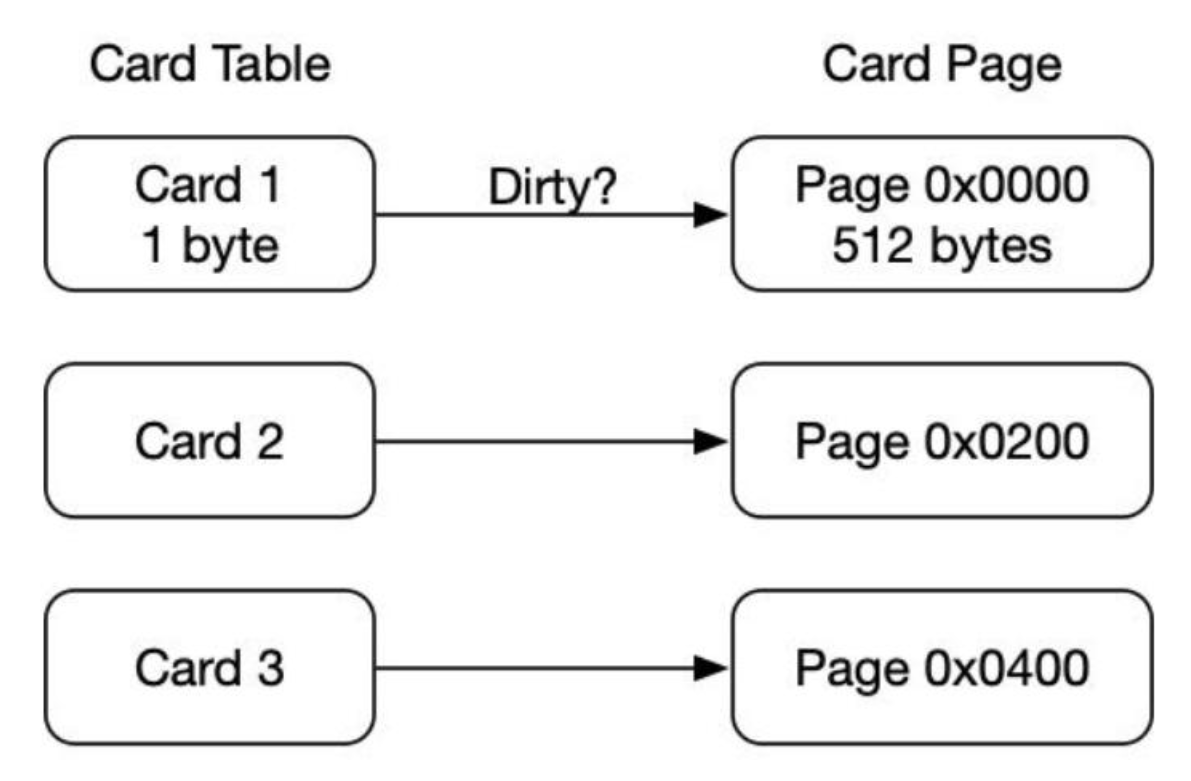 Card Table
Card Page
Card 1
1 byte
Dirty?
Page 0x0000
512 bytes
Card 2
Page 0x0200
Card 3
Page 0x0400